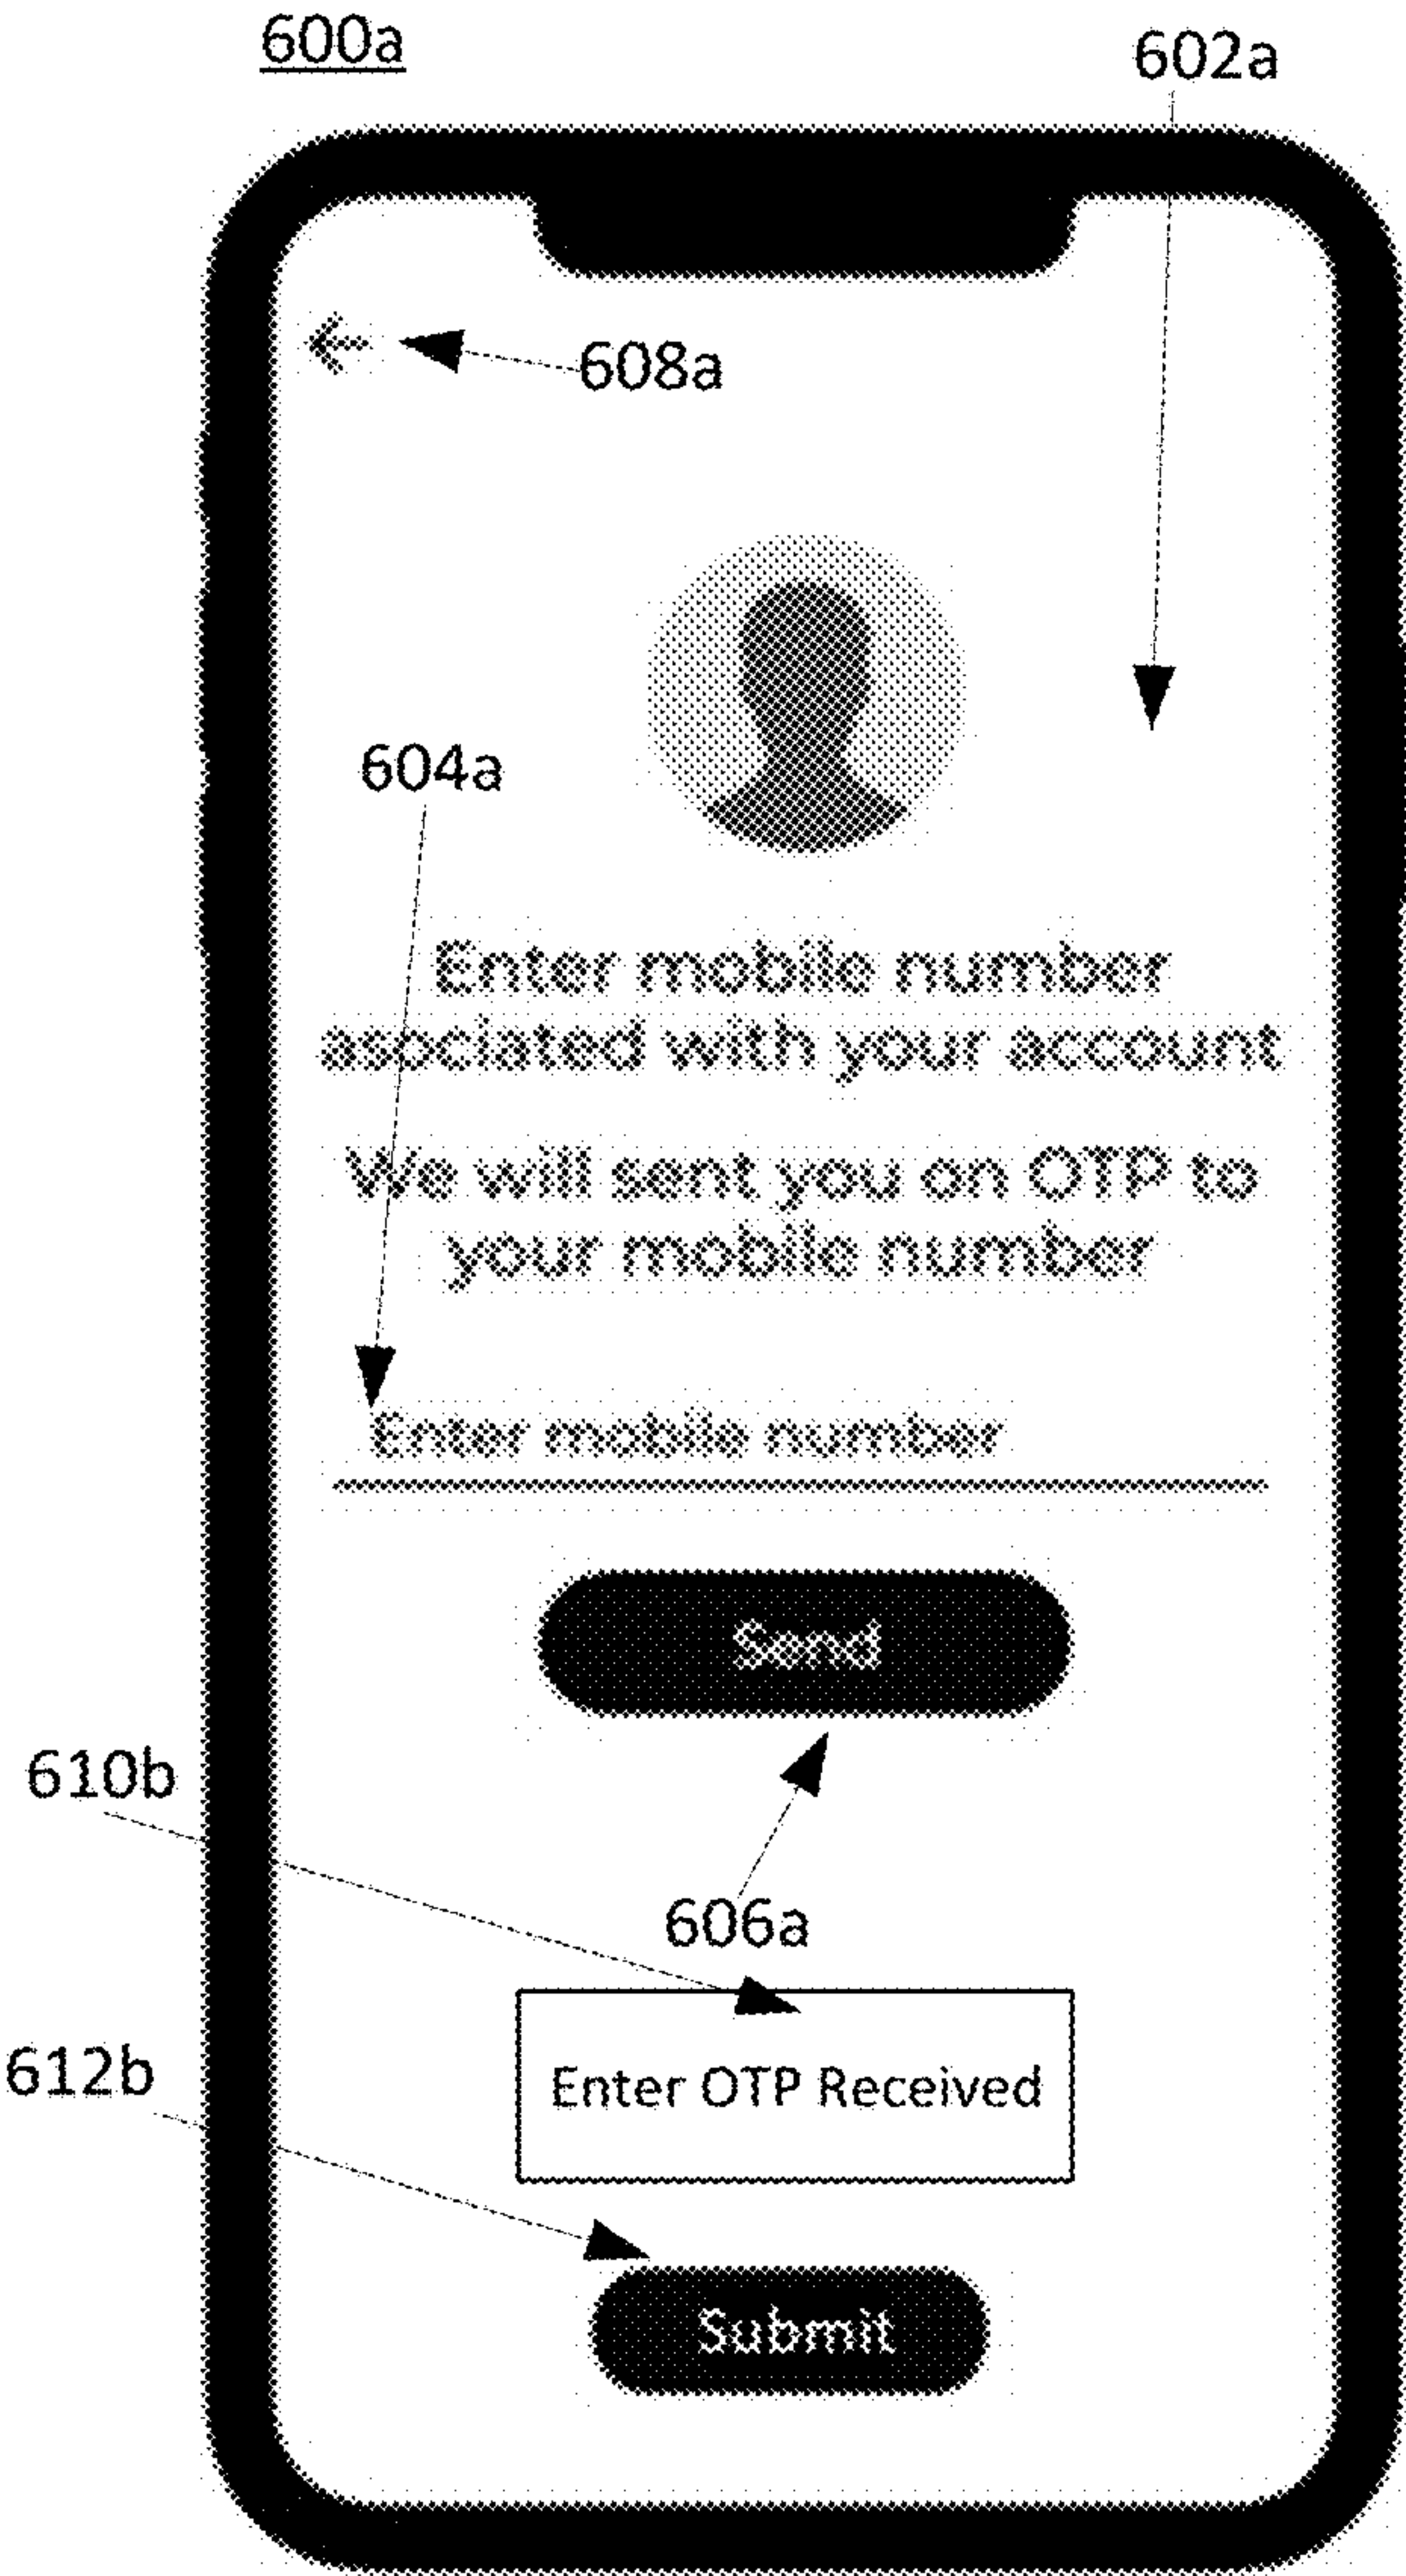 600a
602a
608a
604a
Enter mobile number
asociated with your account
We will sent you on OTP to
your mobile number
Enter mobile number
Send
610b
606a
612b
Enter OTP Received
Submit